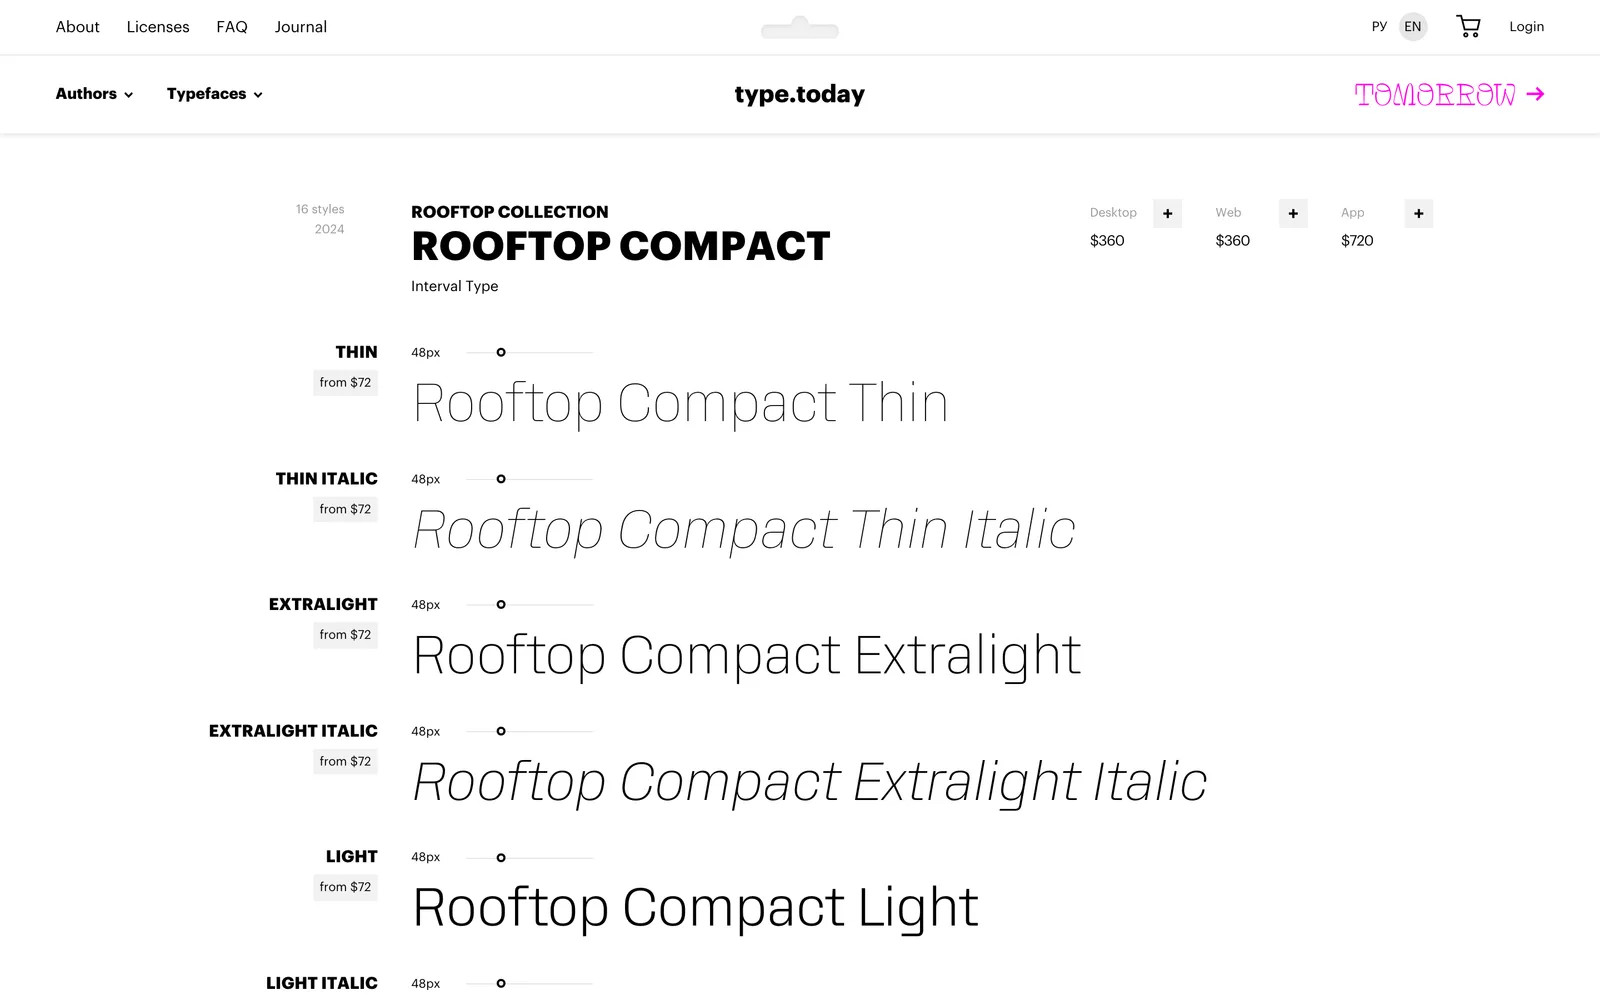 About Licenses FAQ Journal
РУ EN Login
Authors Typefaces
type.today
TOMORROW →
16 styles
2024
ROOFTOP COLLECTION
ROOFTOP COMPACT
Interval Type
Desktop +
$360
Web +
$360
App +
$720
THIN
from $72
48px
Rooftop Compact Thin
THIN ITALIC
from $72
48px
Rooftop Compact Thin Italic
EXTRALIGHT
from $72
48px
Rooftop Compact Extralight
EXTRALIGHT ITALIC
from $72
48px
Rooftop Compact Extralight Italic
LIGHT
from $72
48px
Rooftop Compact Light
LIGHT ITALIC
48px